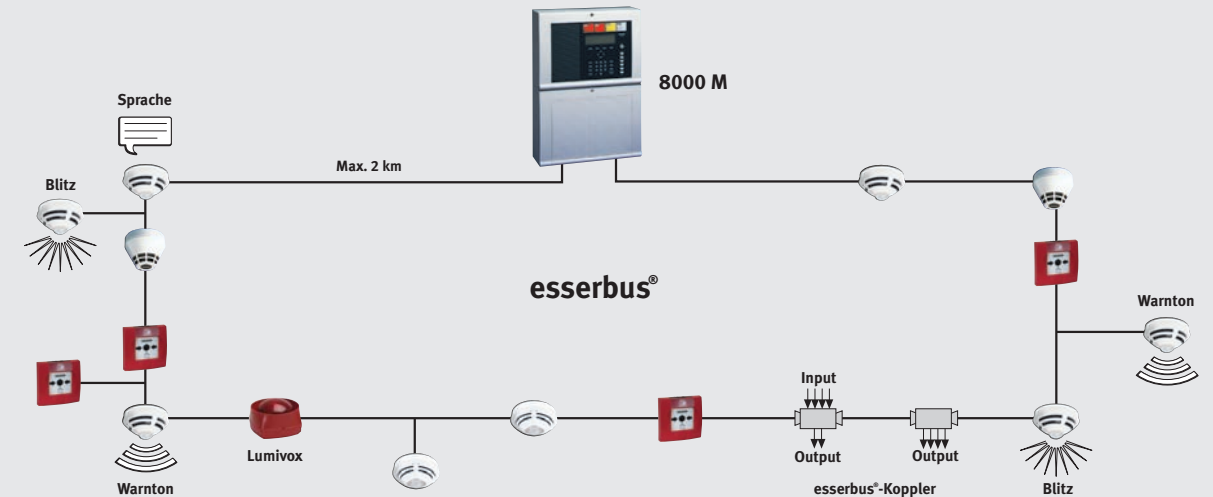 8000 M
Sprache
Max. 2 km
Blitz
esserbus®
Warnton
Input
Lumivox
Output
Output
Warnton
esserbus®-Koppler
Blitz